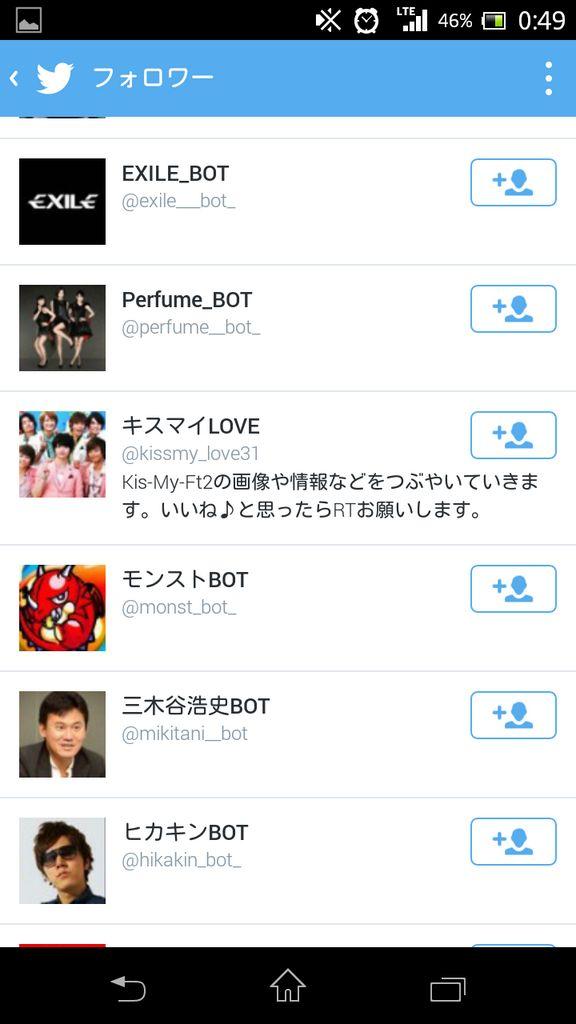 LTE 46% 0:49
フォロワー
EXILE
EXILE_BOT
@exile___bot_
Perfume_BOT
@perfume__bot_
キスマイLOVE
@kissmy_love31
Kis-My-Ft2の画像や情報などをつぶやいていきま
す。いいね♪と思ったらRTお願いします。
モンストBOT
@monst_bot_
三木谷浩史BOT
@mikitani__bot
ヒカキンBOT
@hikakin_bot_